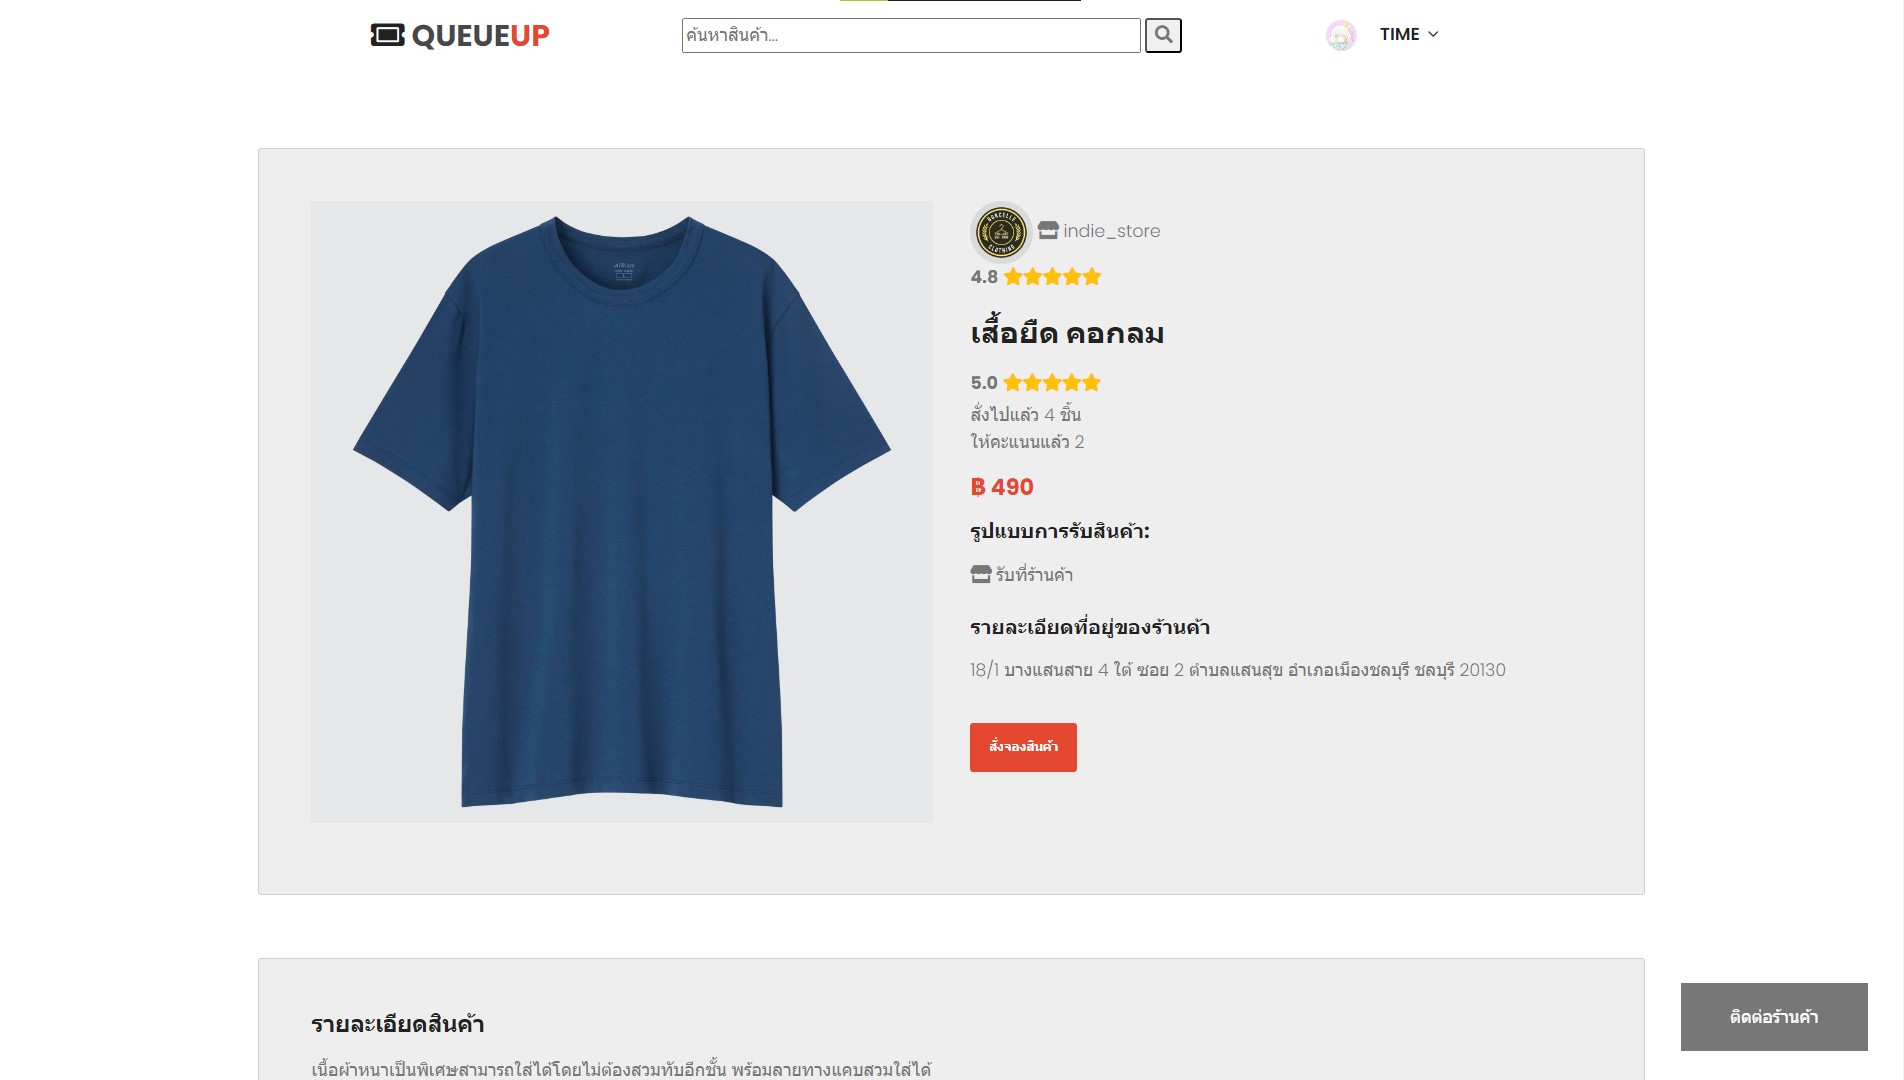 QUEUEUP
ค้นหาสินค้า...
TIME
indie_store
4.8
เสื้อยืด คอกลม
5.0
สั่งไปแล้ว 4 ชิ้น
ให้คะแนนแล้ว 2
฿ 490
รูปแบบการรับสินค้า:
รับที่ร้านค้า
รายละเอียดที่อยู่ของร้านค้า
18/1 บางแสนสาย 4 ใต้ ซอย 2 ตำบลแสนสุข อำเภอเมืองชลบุรี ชลบุรี 20130
สั่งจองสินค้า
รายละเอียดสินค้า
เนื้อผ้าหนาเป็นพิเศษสามารถใส่ได้โดยไม่ต้องสวมทับอีกชั้น พร้อมลายทางแคบสวมใส่ได้
ติดต่อร้านค้า